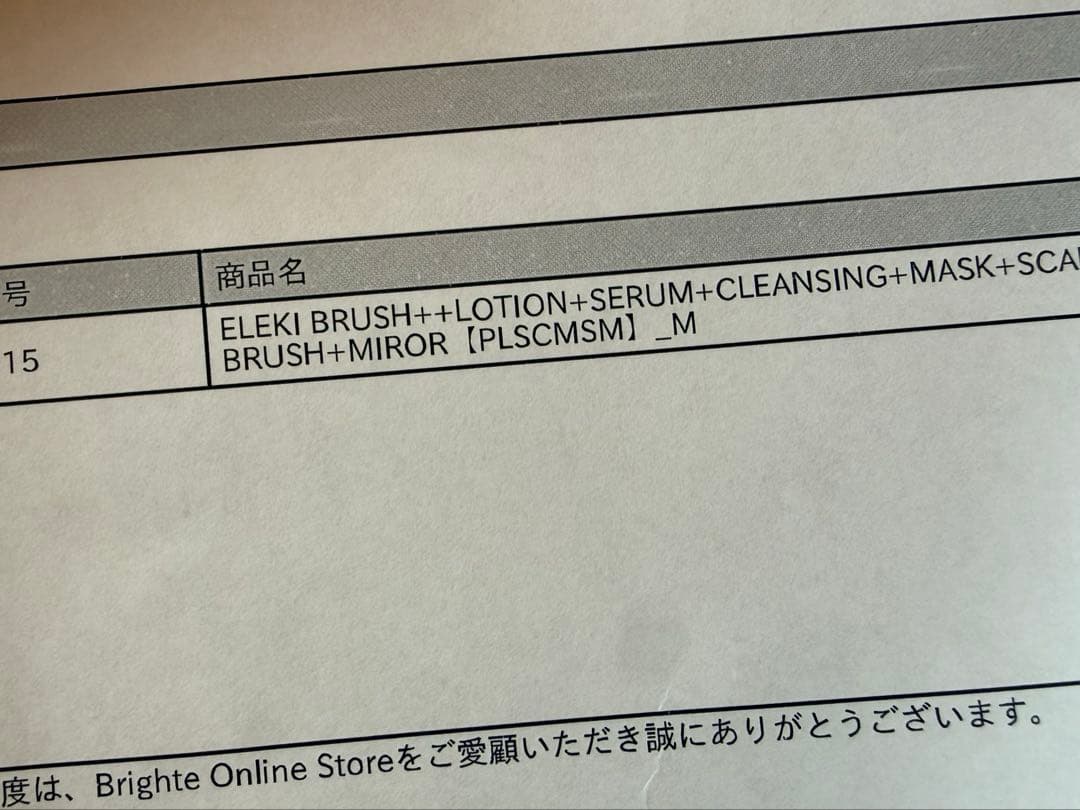 号
商品名
15
ELEKI BRUSH++LOTION+SERUM+CLEANSING+MASK+SCA
BRUSH+MIROR【PLSCMSM】_M
度は、Brighte Online Storeをご愛顧いただき誠にありがとうございます。